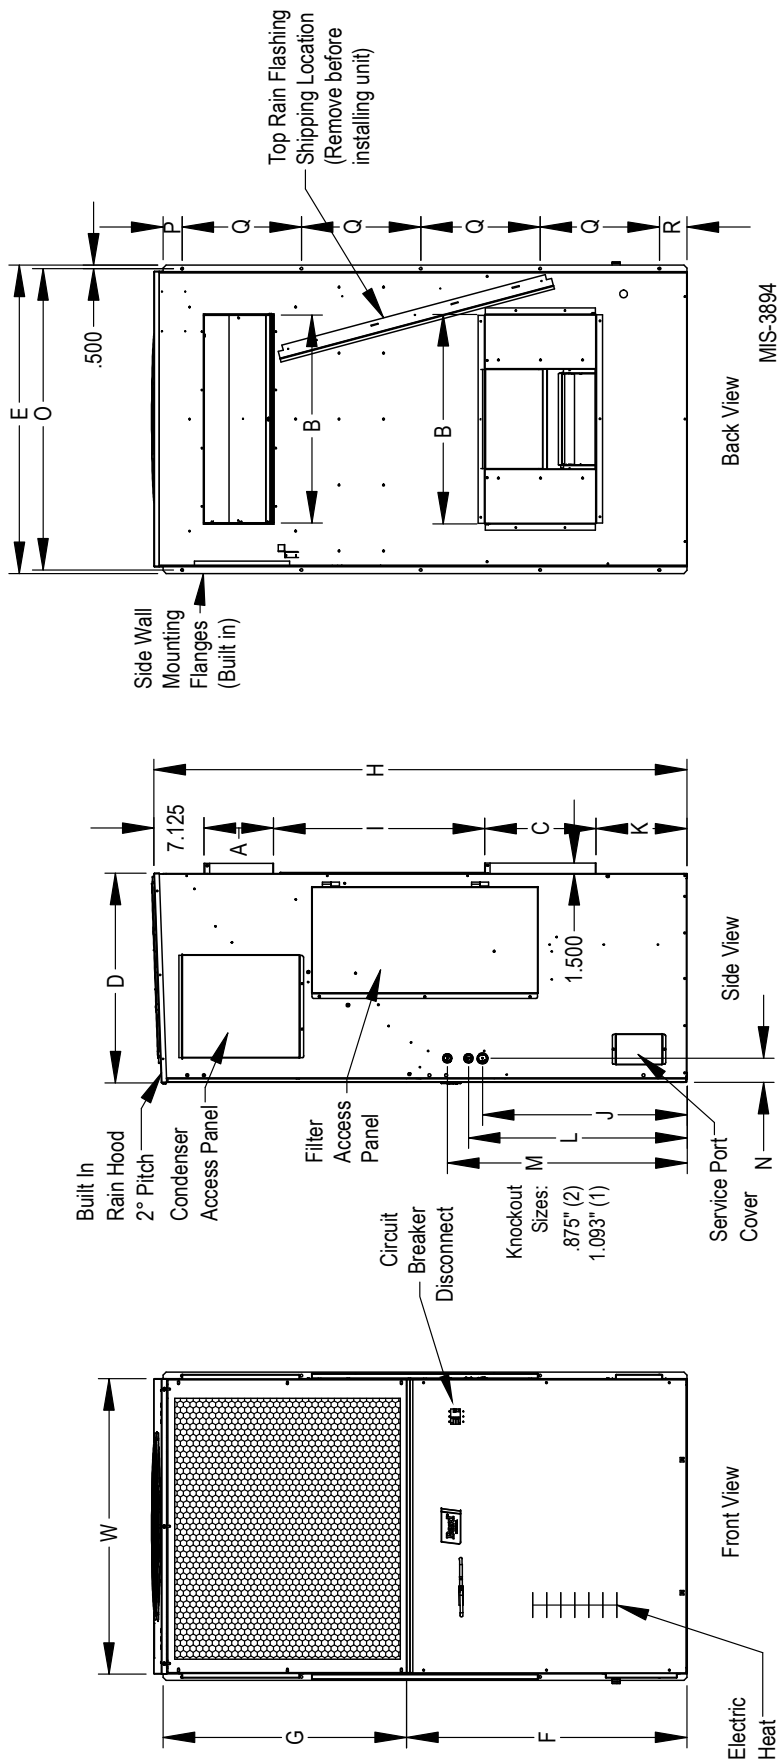 W
G
F
Electric
Heat
Circuit
Breaker
Disconnect
Bard
Front View
Built In
Rain Hood
2° Pitch
Condenser
Access Panel
Filter
Access
Panel
Knockout
Sizes:
.875" (2)
1.093" (1)
Service Port
Cover
D
7.125
A
I
C
K
H
1.500
J
L
M
N
Side View
Side Wall
Mounting
Flanges
(Built in)
E
O
.500
P
Q
Q
Q
Q
R
B
B
Top Rain Flashing
Shipping Location
(Remove before
installing unit)
Back View
MIS-3894